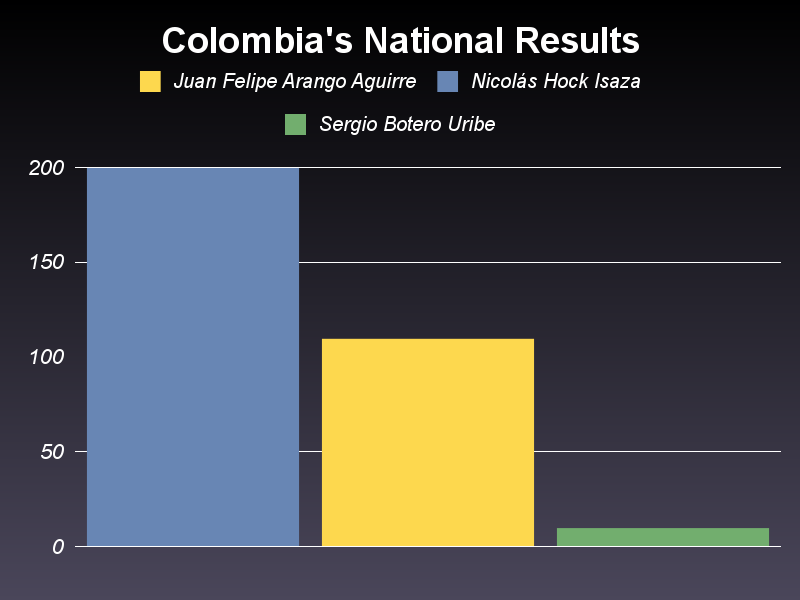 Colombia's National Results
Juan Felipe Arango Aguirre Nicolás Hock Isaza
Sergio Botero Uribe
200
150
100
50
0